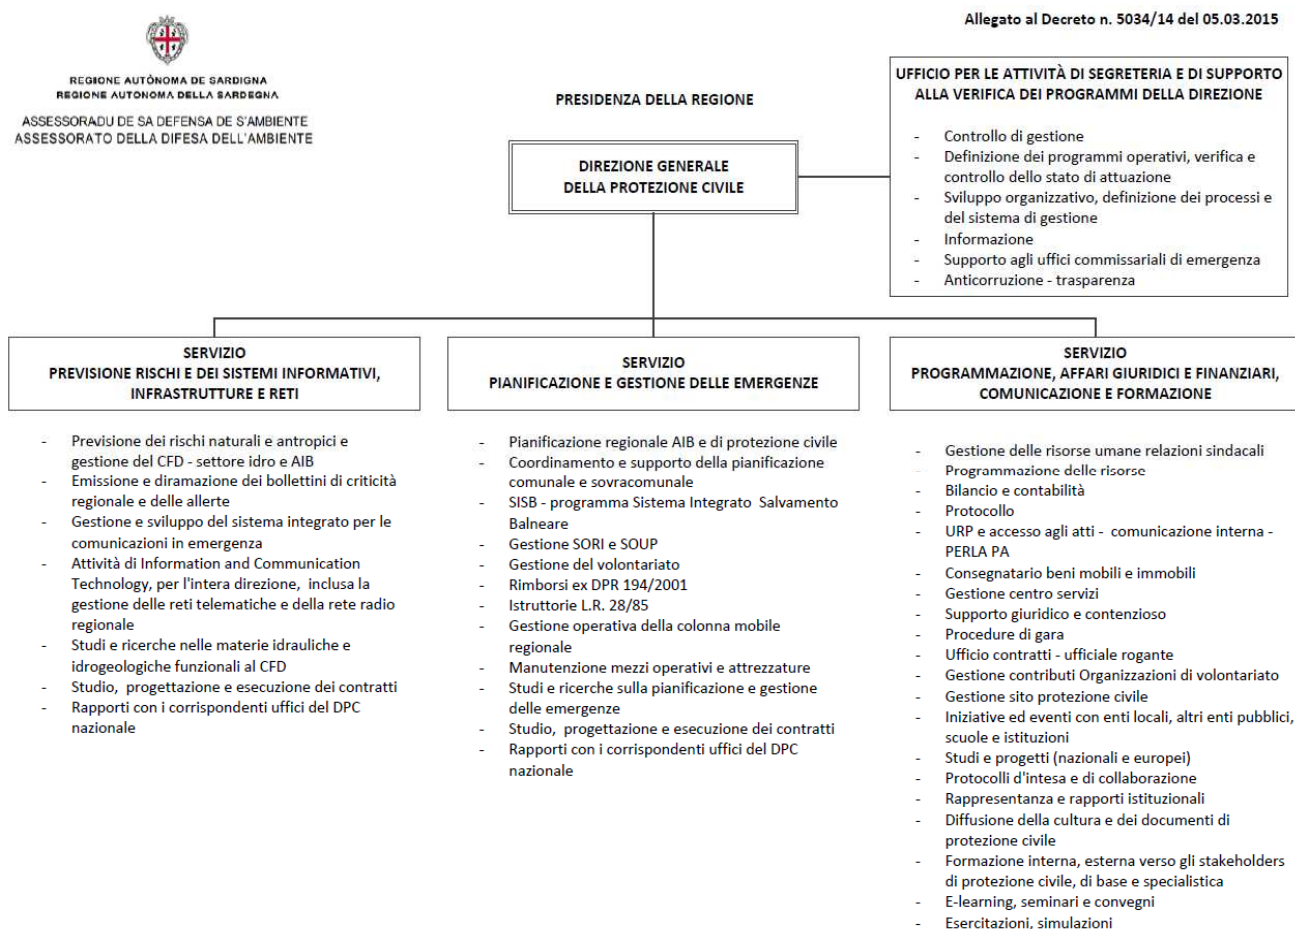 Allegato al Decreto n. 5034/14 del 05.03.2015
REGIONE AUTÒNOMA DE SARDIGNA
REGIONE AUTONOMA DELLA SARDEGNA
ASSESSORADU DE SA DEFENSA DE S'AMBIENTE
ASSESSORATO DELLA DIFESA DELL'AMBIENTE
PRESIDENZA DELLA REGIONE
DIREZIONE GENERALE
DELLA PROTEZIONE CIVILE
UFFICIO PER LE ATTIVITÀ DI SEGRETERIA E DI SUPPORTO
ALLA VERIFICA DEI PROGRAMMI DELLA DIREZIONE
- Controllo di gestione
- Definizione dei programmi operativi, verifica e
controllo dello stato di attuazione
- Sviluppo organizzativo, definizione dei processi e
del sistema di gestione
- Informazione
- Supporto agli uffici commissariali di emergenza
- Anticorruzione - trasparenza
SERVIZIO
PREVISIONE RISCHI E DEI SISTEMI INFORMATIVI,
INFRASTRUTTURE E RETI
- Previsione dei rischi naturali e antropici e
gestione del CFD - settore idro e AIB
- Emissione e diramazione dei bollettini di criticità
regionale e delle allerte
- Gestione e sviluppo del sistema integrato per le
comunicazioni in emergenza
- Attività di Information and Communication
Technology, per l'intera direzione, inclusa la
gestione delle reti telematiche e della rete radio
regionale
- Studi e ricerche nelle materie idrauliche e
idrogeologiche funzionali al CFD
- Studio, progettazione e esecuzione dei contratti
- Rapporti con i corrispondenti uffici del DPC
nazionale
SERVIZIO
PIANIFICAZIONE E GESTIONE DELLE EMERGENZE
- Pianificazione regionale AIB e di protezione civile
- Coordinamento e supporto della pianificazione
comunale e sovracomunale
- SISB - programma Sistema Integrato Salvamento
Balneare
- Gestione SORI e SOUP
- Gestione del volontariato
- Rimborsi ex DPR 194/2001
- Istruttorie L.R. 28/85
- Gestione operativa della colonna mobile
regionale
- Manutenzione mezzi operativi e attrezzature
- Studi e ricerche sulla pianificazione e gestione
delle emergenze
- Studio, progettazione e esecuzione dei contratti
- Rapporti con i corrispondenti uffici del DPC
nazionale
SERVIZIO
PROGRAMMAZIONE, AFFARI GIURIDICI E FINANZIARI,
COMUNICAZIONE E FORMAZIONE
- Gestione delle risorse umane relazioni sindacali
- Programmazione delle risorse
- Bilancio e contabilità
- Protocollo
- URP e accesso agli atti - comunicazione interna -
PERLA PA
- Consegnatario beni mobili e immobili
- Gestione centro servizi
- Supporto giuridico e contenzioso
- Procedure di gara
- Ufficio contratti - ufficiale rogante
- Gestione contributi Organizzazioni di volontariato
- Gestione sito protezione civile
- Iniziative ed eventi con enti locali, altri enti pubblici,
scuole e istituzioni
- Studi e progetti (nazionali e europei)
- Protocolli d'intesa e di collaborazione
- Rappresentanza e rapporti istituzionali
- Diffusione della cultura e dei documenti di
protezione civile
- Formazione interna, esterna verso gli stakeholders
di protezione civile, di base e specialistica
- E-learning, seminari e convegni
- Esercitazioni, simulazioni